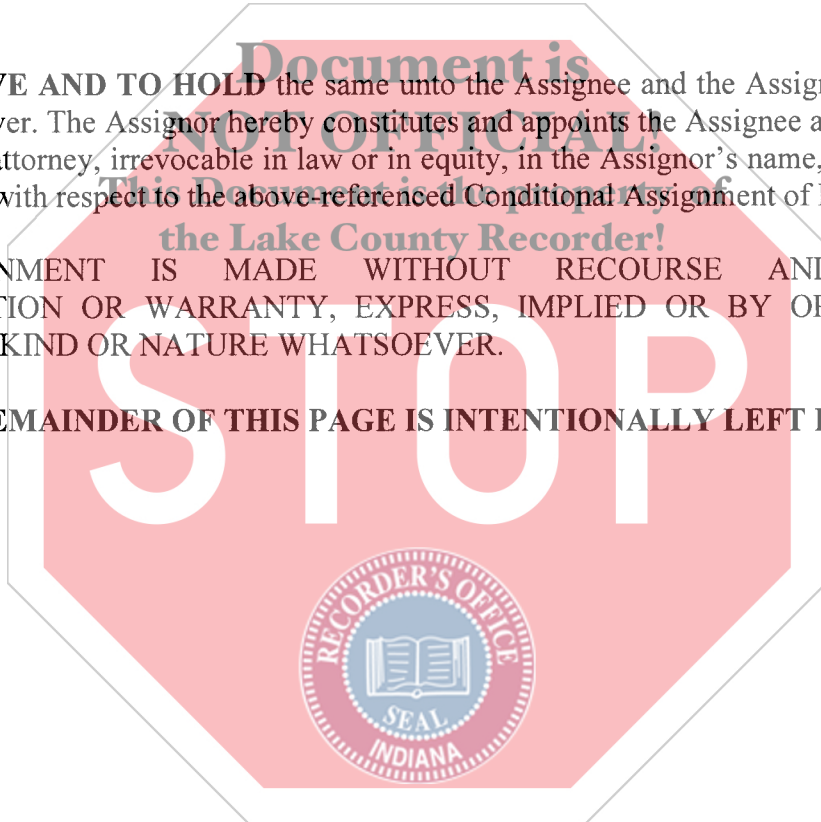 Document is
VE AND TO HOLD the same unto the Assignee and the Assign
ver. The Assignor hereby constitutes and appoints the Assignee a
NOT OFFICIAL!
attorney, irrevocable in law or in equity, in the Assignor's name,
with respect to the above-referenced Conditional Assignment of
This Document is the property of
the Lake County Recorder!
NMENT IS MADE WITHOUT RECOURSE AN
TION OR WARRANTY, EXPRESS, IMPLIED OR BY OP
KIND OR NATURE WHATSOEVER.
EMAINDER OF THIS PAGE IS INTENTIONALLY LEFT
STOP
RECORDER'S OFFICE
SEAL
INDIANA